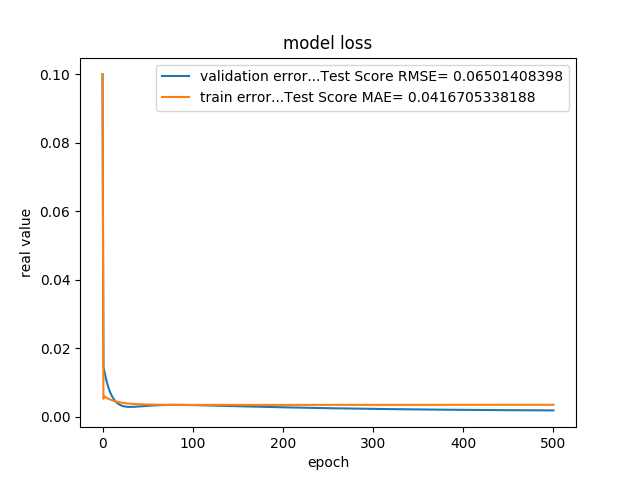 model loss
validation error...Test Score RMSE= 0.06501408398
train error...Test Score MAE= 0.0416705338188
real value
0.10
0.08
0.06
0.04
0.02
0.00
0 100 200 300 400 500
epoch